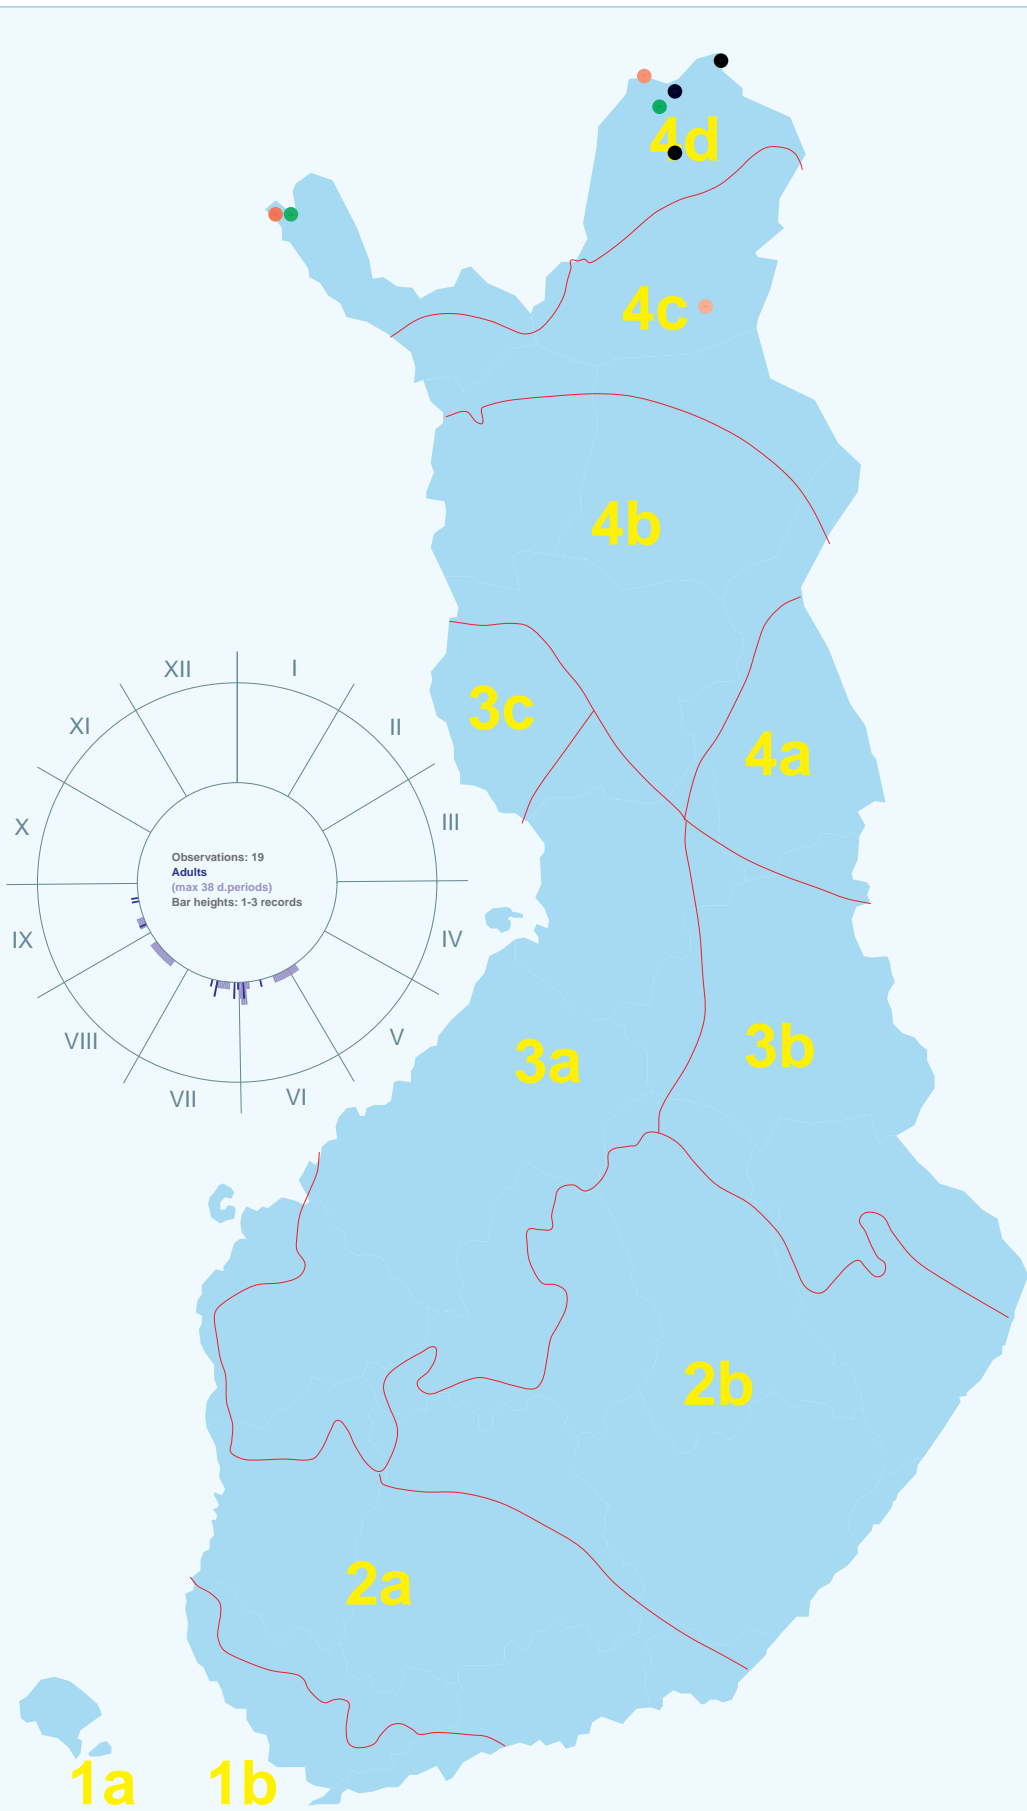 4d
4c
4b
3c
4a
XII
I
XI
II
X
III
Observations: 19
Adults
(max 38 d.periods)
Bar heights: 1-3 records
IX
IV
VIII
V
VII
VI
3a
3b
2b
2a
1a
1b